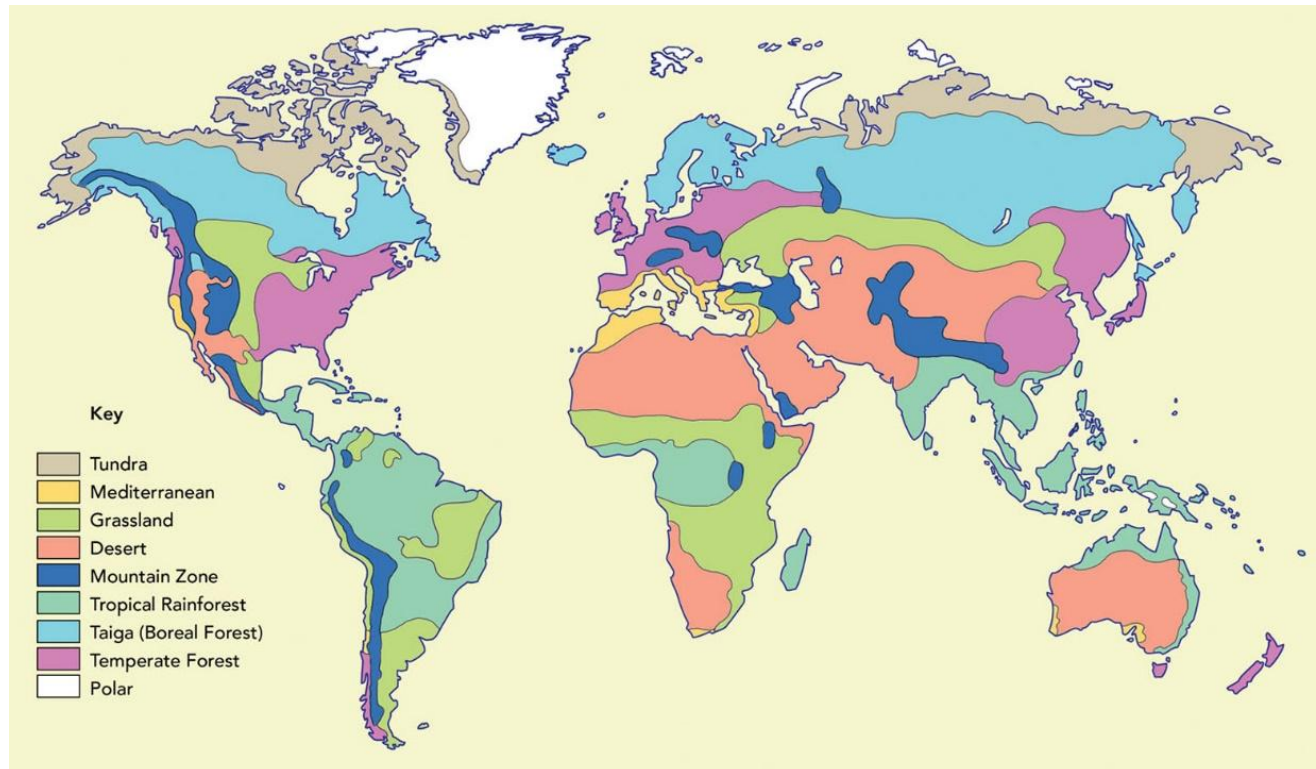 Key
Tundra
Mediterranean
Grassland
Desert
Mountain Zone
Tropical Rainforest
Taiga (Boreal Forest)
Temperate Forest
Polar